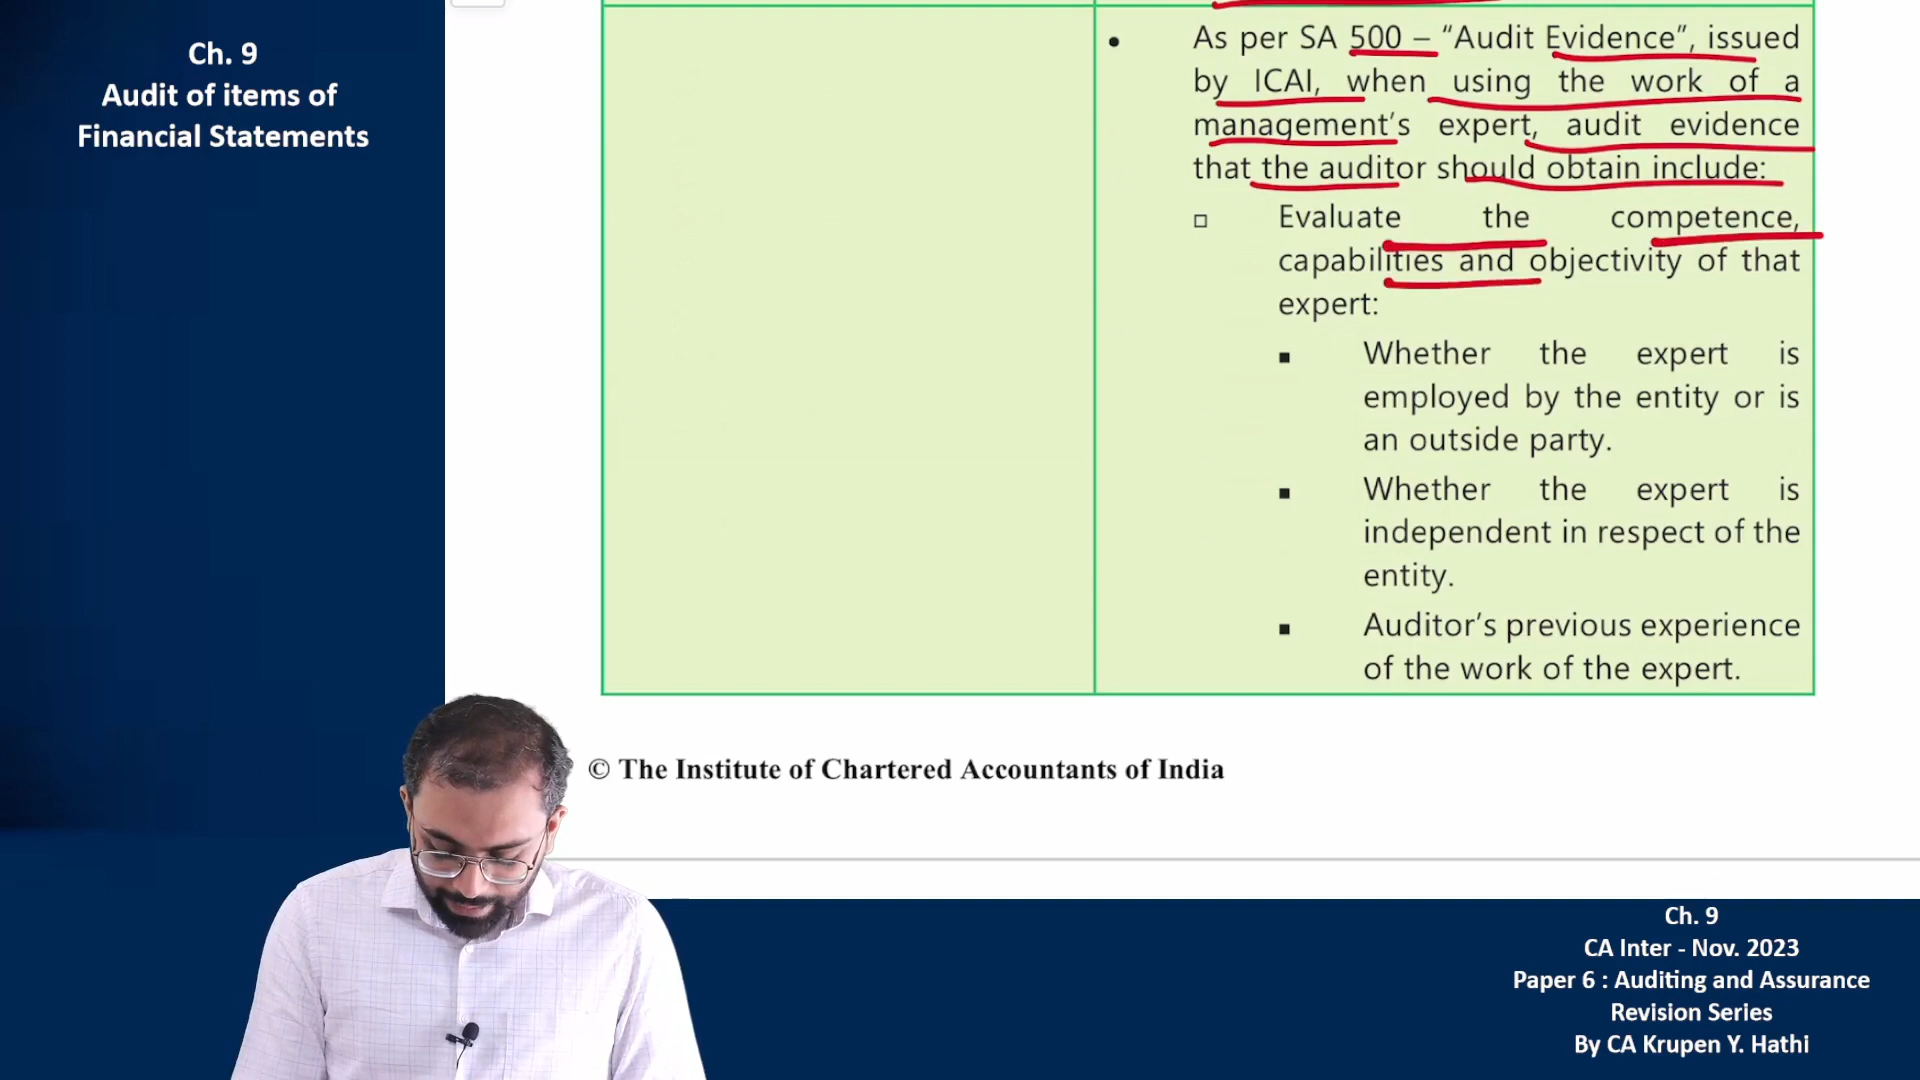 Ch. 9
Audit of items of
Financial Statements
• As per SA 500 – “Audit Evidence”, issued
by ICAI, when using the work of a
management’s expert, audit evidence
that the auditor should obtain include:
□ Evaluate the competence,
capabilities and objectivity of that
expert:
▪ Whether the expert is
employed by the entity or is
an outside party.
▪ Whether the expert is
independent in respect of the
entity.
▪ Auditor’s previous experience
of the work of the expert.
© The Institute of Chartered Accountants of India
Ch. 9
CA Inter - Nov. 2023
Paper 6 : Auditing and Assurance
Revision Series
By CA Krupen Y. Hathi